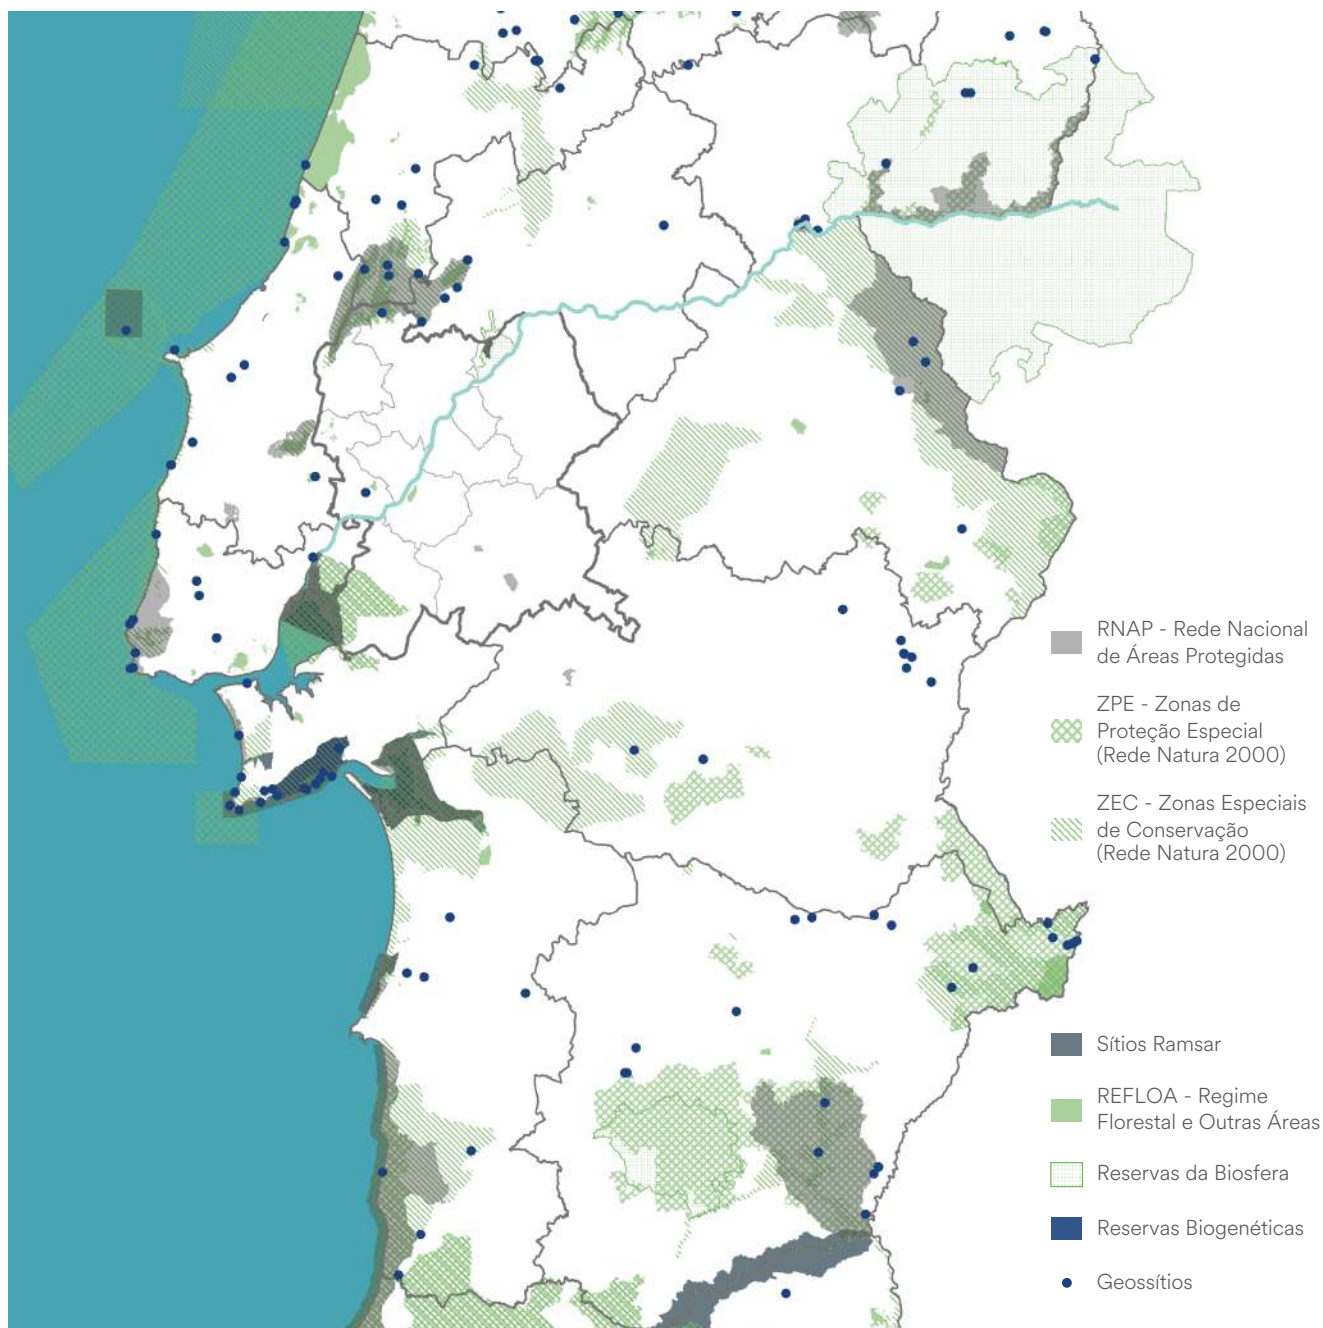 RNAP - Rede Nacional
de Áreas Protegidas
ZPE - Zonas de
Proteção Especial
(Rede Natura 2000)
ZEC - Zonas Especiais
de Conservação
(Rede Natura 2000)
Sítios Ramsar
REFLOA - Regime
Florestal e Outras Áreas
Reservas da Biosfera
Reservas Biogenéticas
Geossítios